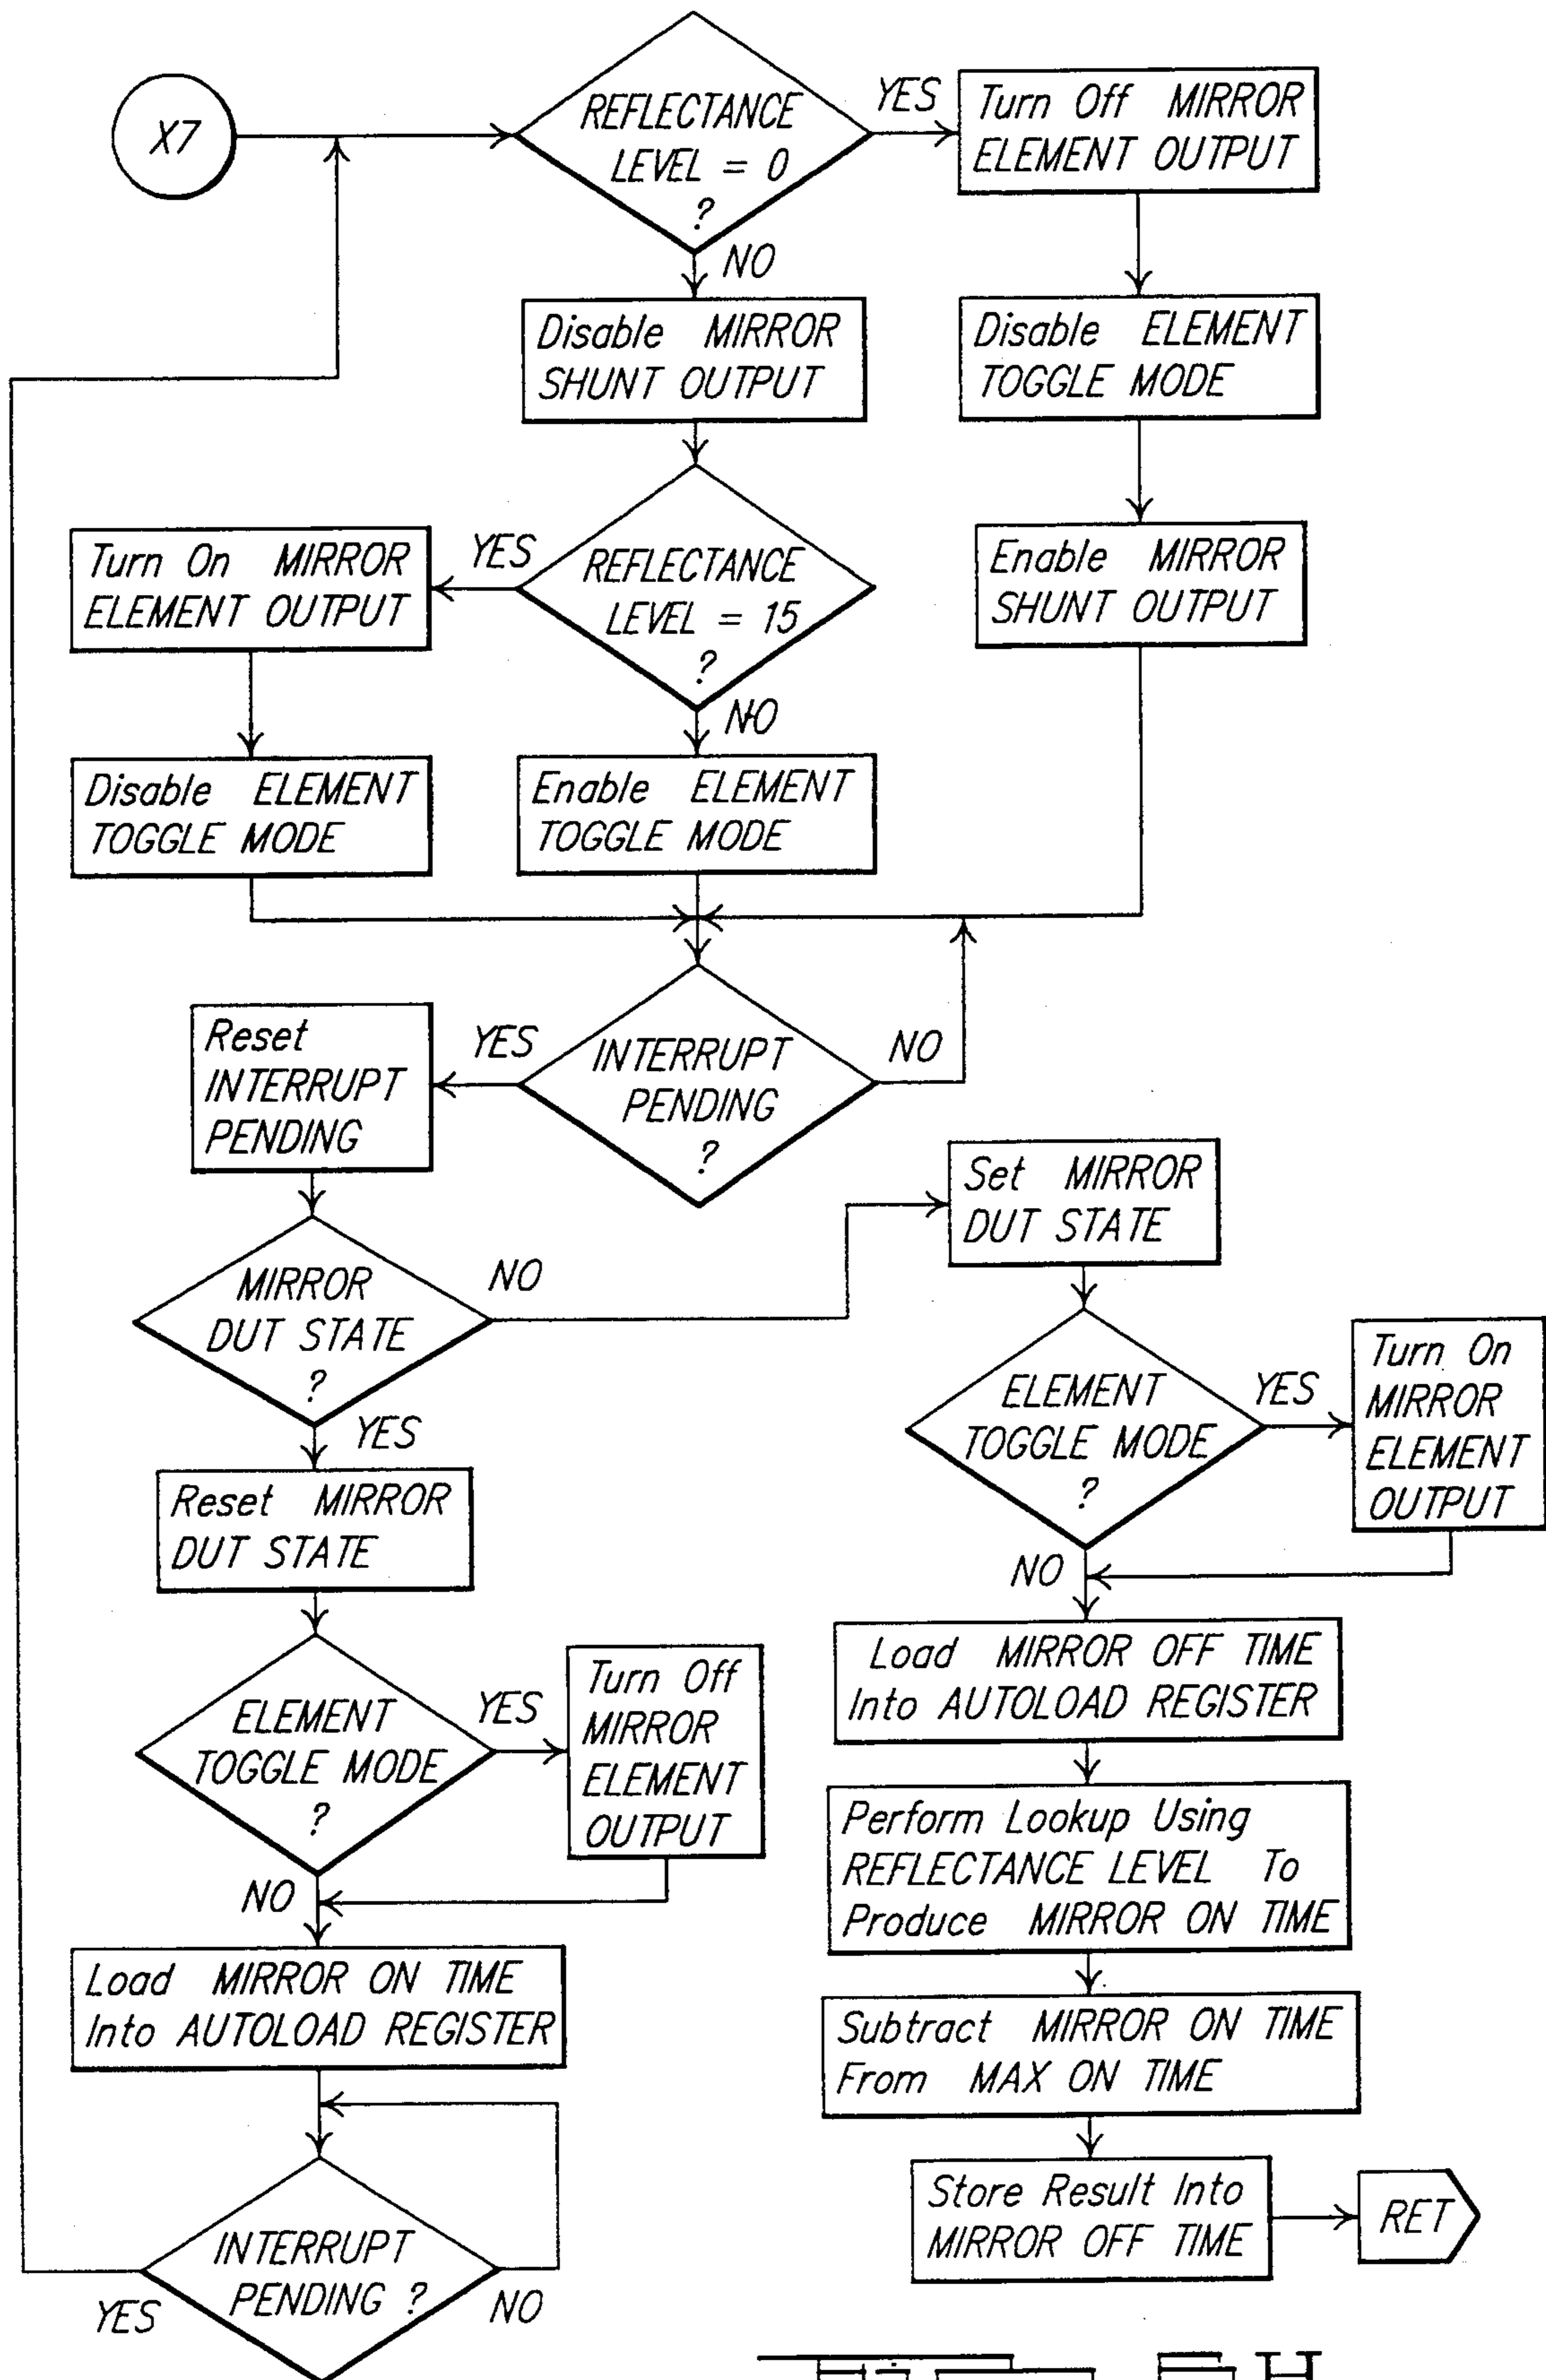 X7
REFLECTANCE
LEVEL = 0
?
YES
Turn Off MIRROR
ELEMENT OUTPUT
NO
Disable MIRROR
SHUNT OUTPUT
Disable ELEMENT
TOGGLE MODE
Enable MIRROR
SHUNT OUTPUT
REFLECTANCE
LEVEL = 15
?
YES
Turn On MIRROR
ELEMENT OUTPUT
Disable ELEMENT
TOGGLE MODE
NO
Enable ELEMENT
TOGGLE MODE
INTERRUPT
PENDING
?
NO
YES
Reset
INTERRUPT
PENDING
MIRROR
DUT STATE
?
NO
Set MIRROR
DUT STATE
ELEMENT
TOGGLE MODE
?
YES
Turn On
MIRROR
ELEMENT
OUTPUT
NO
Load MIRROR OFF TIME
Into AUTOLOAD REGISTER
Perform Lookup Using
REFLECTANCE LEVEL To
Produce MIRROR ON TIME
Subtract MIRROR ON TIME
From MAX ON TIME
Store Result Into
MIRROR OFF TIME
RET
YES
Reset MIRROR
DUT STATE
ELEMENT
TOGGLE MODE
?
YES
Turn Off
MIRROR
ELEMENT
OUTPUT
NO
Load MIRROR ON TIME
Into AUTOLOAD REGISTER
INTERRUPT
PENDING ?
YES
NO